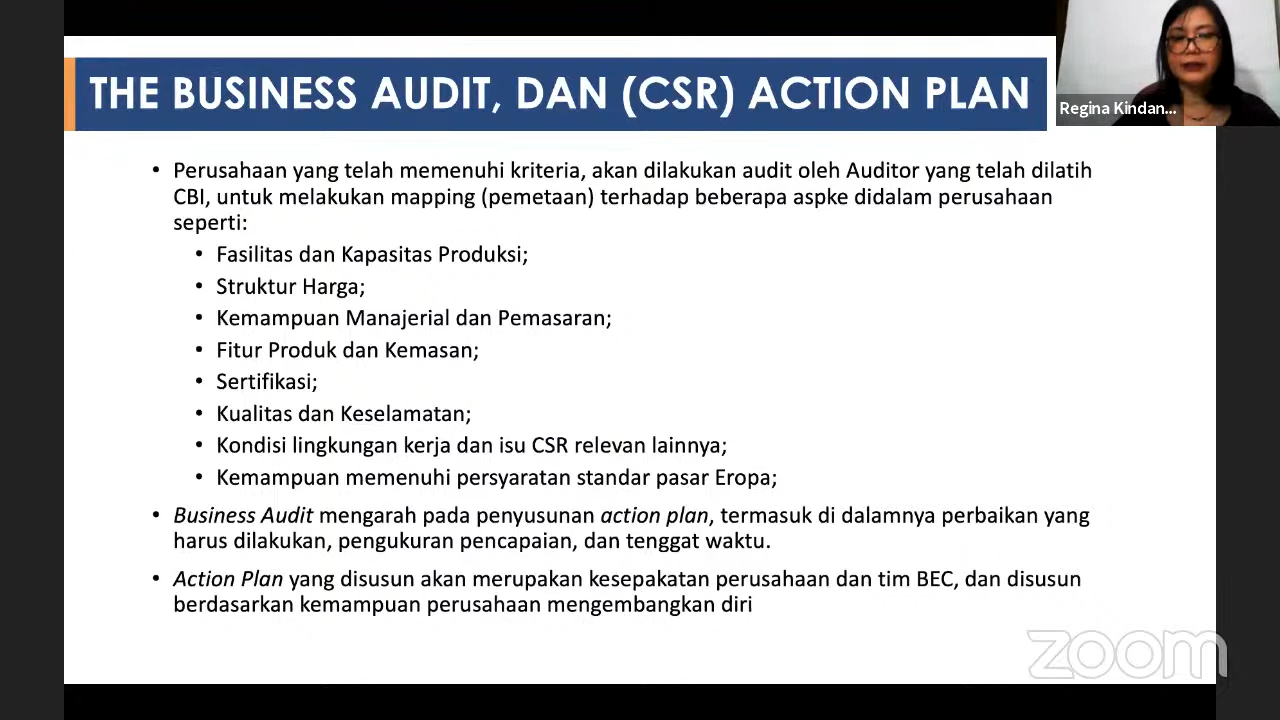 THE BUSINESS AUDIT, DAN (CSR) ACTION PLAN
Regina Kindan...
• Perusahaan yang telah memenuhi kriteria, akan dilakukan audit oleh Auditor yang telah dilatih
CBI, untuk melakukan mapping (pemetaan) terhadap beberapa aspke didalam perusahaan
seperti:
• Fasilitas dan Kapasitas Produksi;
• Struktur Harga;
• Kemampuan Manajerial dan Pemasaran;
• Fitur Produk dan Kemasan;
• Sertifikasi;
• Kualitas dan Keselamatan;
• Kondisi lingkungan kerja dan isu CSR relevan lainnya;
• Kemampuan memenuhi persyaratan standar pasar Eropa;
• Business Audit mengarah pada penyusunan action plan, termasuk di dalamnya perbaikan yang
harus dilakukan, pengukuran pencapaian, dan tenggat waktu.
• Action Plan yang disusun akan merupakan kesepakatan perusahaan dan tim BEC, dan disusun
berdasarkan kemampuan perusahaan mengembangkan diri
zoom